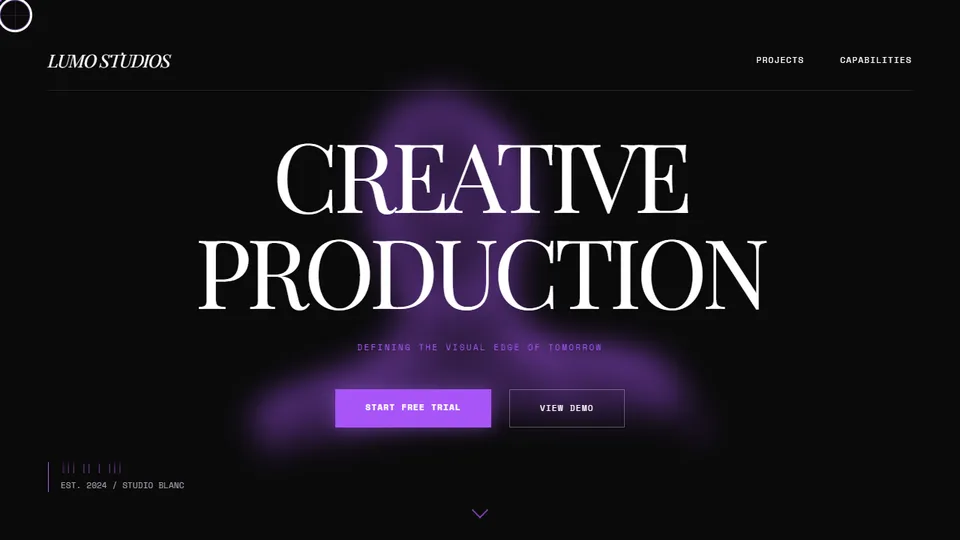 LUMO STUDIOS
PROJECTS
CAPABILITIES
CREATIVE
PRODUCTION
DEFINING THE VISUAL EDGE OF TOMORROW
START FREE TRIAL
VIEW DEMO
EST. 2024 / STUDIO BLANC